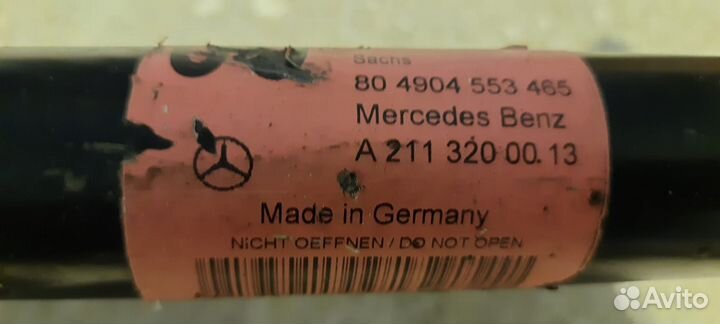 Sachs
80 4904 553 465
Mercedes Benz
A 211 320 00.13
Made in Germany
NICHT OEFFNEN / DO NOT OPEN
Avito